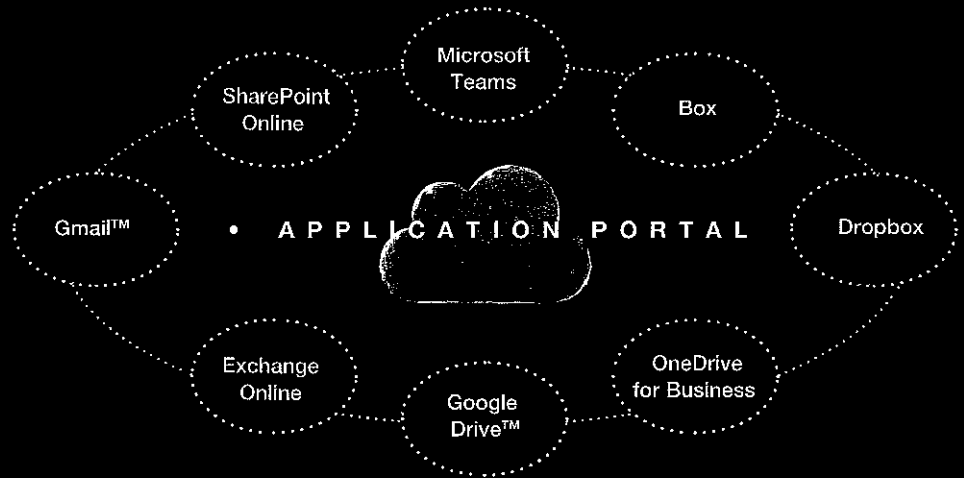 Microsoft
Teams
SharePoint
Online
Box
Gmail™
• APPLICATION PORTAL
Dropbox
Exchange
Online
OneDrive
for Business
Google
Drive™